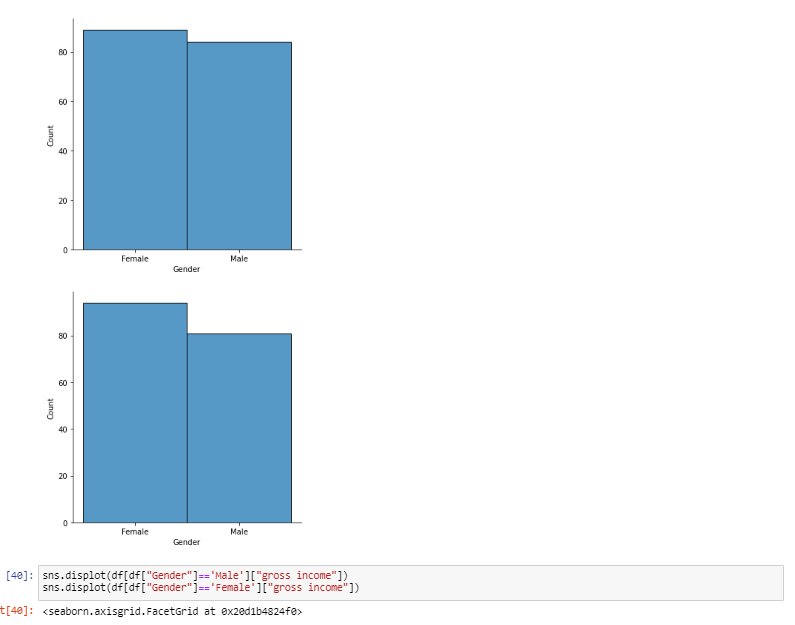 80
60
40
20
0
Count
Female Male
Gender
80
60
40
20
0
Count
Female Male
Gender
[40]: sns.displot(df[df["Gender"]=='Male']["gross income"])
sns.displot(df[df["Gender"]=='Female']["gross income"])
t[40]: <seaborn.axisgrid.FacetGrid at 0x20d1b4824f0>